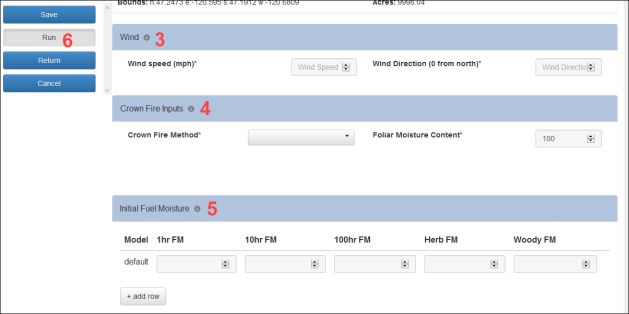 Bounds: n:47.2473 e:-120.595 s:47.1912 w:-120.6809 Acres: 9998.04
Save
Run 6
Return
Cancel
Wind 3
Wind speed (mph)* Wind Speed Wind Direction (0 from north)* Wind Directio
Crown Fire Inputs 4
Crown Fire Method* Foliar Moisture Content* 100
Initial Fuel Moisture 5
Model 1hr FM 10hr FM 100hr FM Herb FM Woody FM
default
+ add row